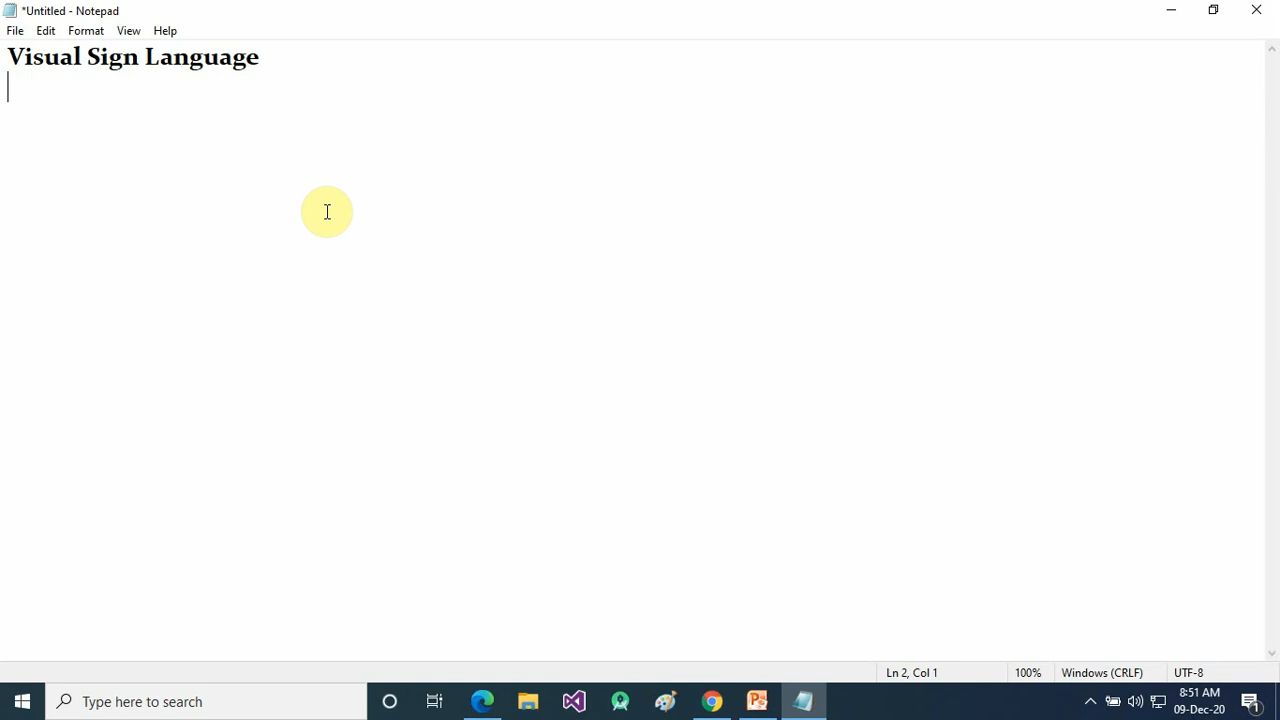 *Untitled - Notepad
File Edit Format View Help
Visual Sign Language
Ln 2, Col 1 100% Windows (CRLF) UTF-8
Type here to search
8:51 AM
09-Dec-20
1